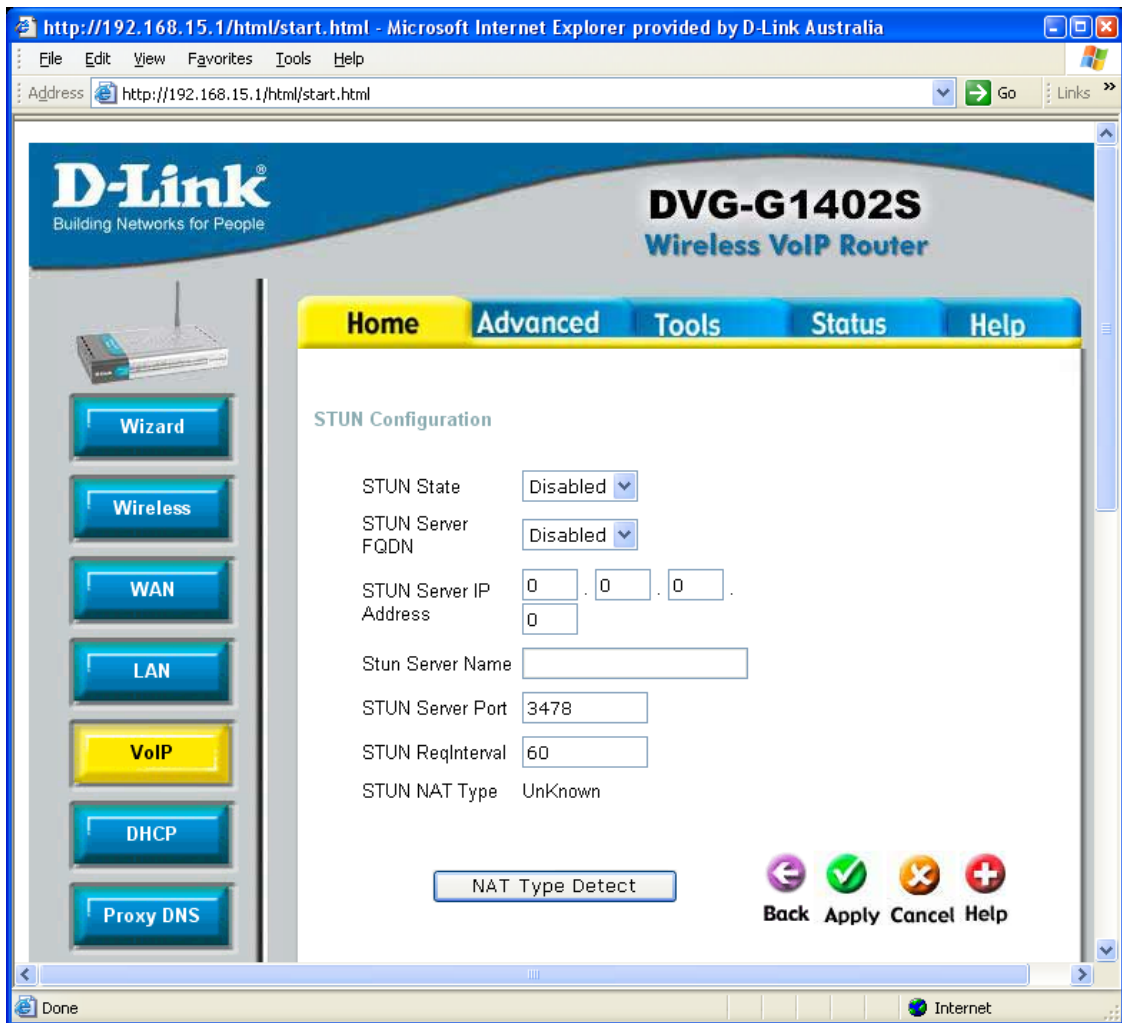 http://192.168.15.1/html/start.html - Microsoft Internet Explorer provided by D-Link Australia
File Edit View Favorites Tools Help
Address http://192.168.15.1/html/start.html Go Links »
D-Link®
Building Networks for People
DVG-G1402S
Wireless VoIP Router
Home Advanced Tools Status Help
Wizard
Wireless
WAN
LAN
VoIP
DHCP
Proxy DNS
STUN Configuration
STUN State Disabled
STUN Server
FQDN
Disabled
STUN Server IP
Address
0 . 0 . 0 .
0
Stun Server Name
STUN Server Port 3478
STUN ReqInterval 60
STUN NAT Type UnKnown
NAT Type Detect
Back Apply Cancel Help
Done Internet